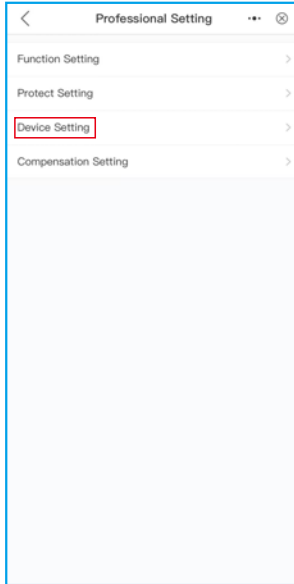 Professional Setting
Function Setting
Protect Setting
Device Setting
Compensation Setting